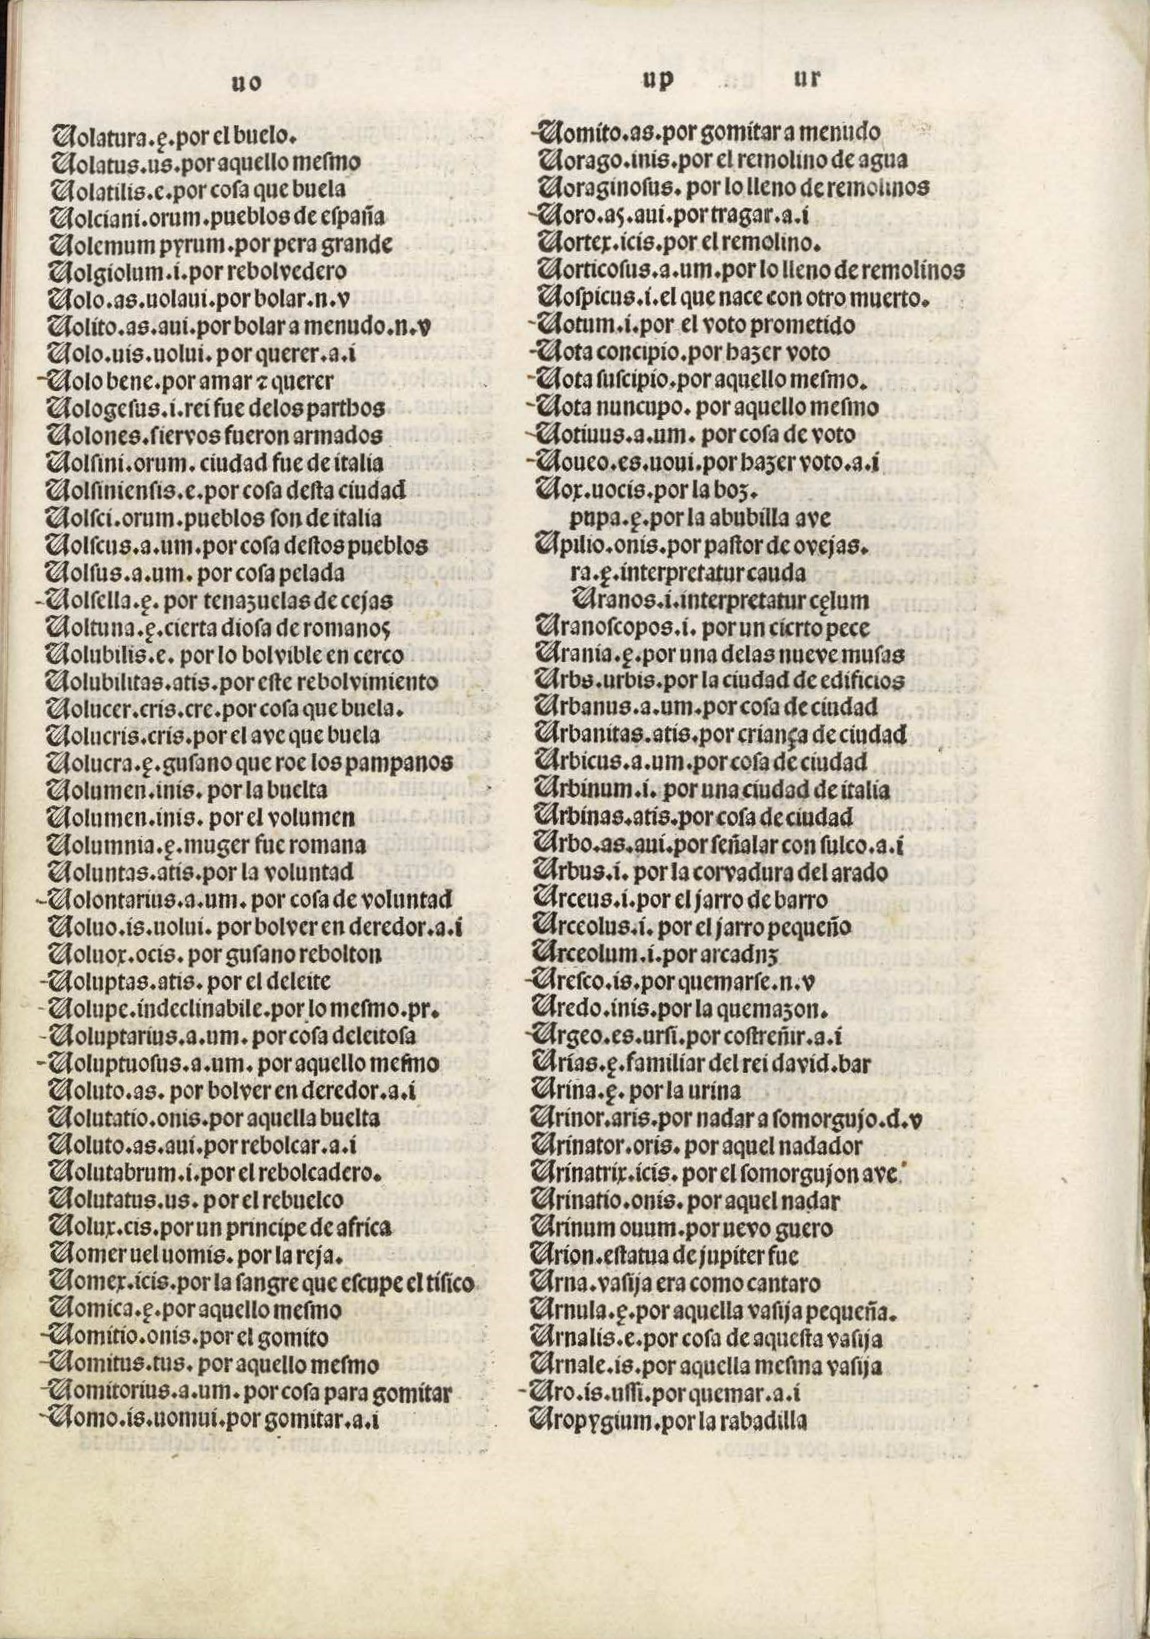 uo
Uolatura.ę.por el buelo.
Uolatus.us.por aquello meſmo
Uolatilis.e.por coſa que buela
Uolciani.orum.pueblos de eſpaña
Uolemum pyrum.por pera grande
Uolgiolum.i.por rebolvedero
Uolo.as.uolaui.por bolar.n.v
Uolito.as.aui.por bolar a menudo.n.v
Uolo.uis.uolui.por querer.a.i
Uolo bene.por amar ⁊ querer
Uologeſus.i.rei fue delos parthos
Uolones.ſiervos fueron armados
Uolſini.orum.ciudad fue de italia
Uolſinienſis.e.por coſa deſta ciudad
Uolſci.orum.pueblos ſon de italia
Uolſcus.a.um.por coſa deſtos pueblos
Uolſus.a.um.por coſa pelada
Uolſella.ę.por tenazuelas de cejas
Uoltuna.ę.cierta dioſa de romanos
Uolubilis.e.por lo bolvible en cerco
Uolubilitas.atis.por eſte rebolvimiento
Uolucer.cris.cre.por coſa que buela.
Uolucris.cris.por el ave que buela
Uolucra.ę.guſano que roe los pampanos
Uolumen.inis.por la buelta
Uolumen.inis.por el volumen
Uolumnia.ę.muger fue romana
Uoluntas.atis.por la voluntad
Uolontarius.a.um.por coſa de voluntad
Uoluo.is.uolui.por bolver en deredor.a.i
Uoluox.ocis.por guſano rebolton
Uoluptas.atis.por el deleite
Uolupe.indeclinabile.por lo meſmo.pr.
Uoluptarius.a.um.por coſa deleitoſa
Uoluptuoſus.a.um.por aquello meſmo
Uoluto.as.por bolver en deredor.a.i
Uolutatio.onis.por aquella buelta
Uoluto.as.aui.por rebolcar.a.i
Uolutabrum.i.por el rebolcadero.
Uolutatus.us.por el rebuelco
Uolux.cis.por un principe de africa
Uomer uel uomis.por la reja.
Uomex.icis.por la ſangre que eſcupe el tiſico
Uomica.ę.por aquello meſmo
Uomitio.onis.por el gomito
Uomitus.tus.por aquello meſmo
Uomitorius.a.um.por coſa para gomitar
Uomo.is.uomui.por gomitar.a.i
up ur
Uomito.as.por gomitar a menudo
Uorago.inis.por el remolino de agua
Uoraginoſus.por lo lleno de remolinos
Uoro.as.aui.por tragar.a.i
Uortex.icis.por el remolino.
Uorticoſus.a.um.por lo lleno de remolinos
Uoſpicus.i.el que nace con otro muerto.
Uotum.i.por el voto prometido
Uota concipio.por hazer voto
Uota ſuſcipio.por aquello meſmo.
Uota nuncupo.por aquello meſmo
Uotiuus.a.um.por coſa de voto
Uoueo.es.uoui.por hazer voto.a.i
Uox.uocis.por la boz.
pupa.ę.por la abubilla ave
Upilio.onis.por paſtor de ovejas.
ra.ę.interpretatur cauda
Uranos.i.interpretatur cęlum
Uranoſcopos.i.por un cierto pece
Urania.ę.por una delas nueve muſas
Urbs.urbis.por la ciudad de edificios
Urbanus.a.um.por coſa de ciudad
Urbanitas.atis.por criança de ciudad
Urbicus.a.um.por coſa de ciudad
Urbinum.i.por una ciudad de italia
Urbinas.atis.por coſa de ciudad
Urbo.as.aui.por ſeñalar con ſulco.a.i
Urbus.i.por la corvadura del arado
Urceus.i.por el jarro de barro
Urceolus.i.por el jarro pequeño
Urceolum.i.por arcaduz
Ureſco.is.por quemarſe.n.v
Uredo.inis.por la quemazon.
Urgeo.es.urſi.por coſtreñir.a.i
Urias.ę.familiar del rei david.bar
Urina.ę.por la urina
Urinor.aris.por nadar a ſomorgujo.d.v
Urinator.oris.por aquel nadador
Urinatrix.icis.por el ſomorgujon ave
Urinatio.onis.por aquel nadar
Urinum ouum.por uevo guero
Urion.eſtatua de jupiter fue
Urna.vaſija era como cantaro
Urnula.ę.por aquella vaſija pequeña.
Urnalis.e.por coſa de aqueſta vaſija
Urnale.is.por aquella meſma vaſija
Uro.is.uſſi.por quemar.a.i
Uropygium.por la rabadilla